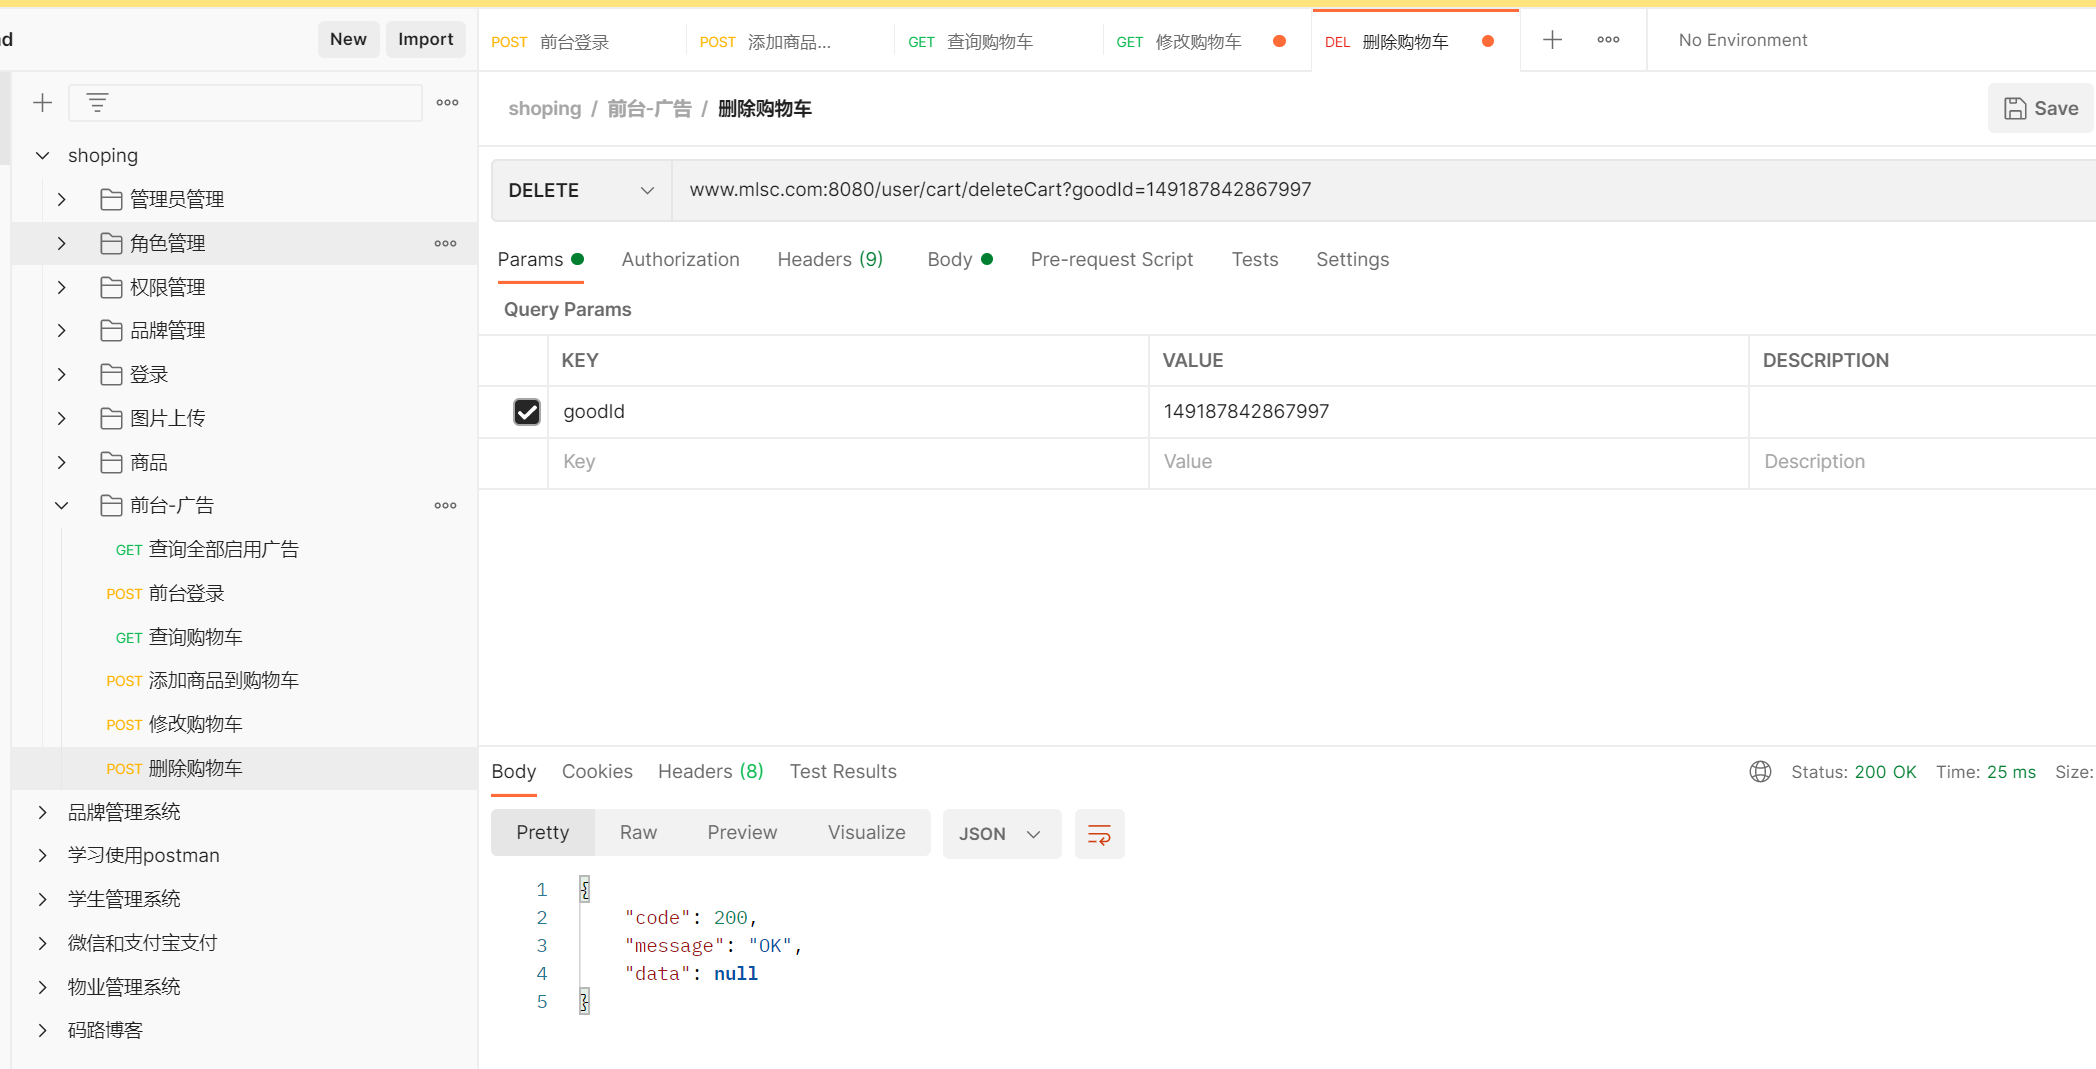 d
New
Import
POST 前台登录
POST 添加商品...
GET 查询购物车
GET 修改购物车
DEL 删除购物车
No Environment
shoping / 前台-广告 / 删除购物车
Save
shoping
管理员管理
角色管理
权限管理
品牌管理
登录
图片上传
商品
前台-广告
GET 查询全部启用广告
POST 前台登录
GET 查询购物车
POST 添加商品到购物车
POST 修改购物车
POST 删除购物车
品牌管理系统
学习使用postman
学生管理系统
微信和支付宝支付
物业管理系统
码路博客
DELETE
www.mlsc.com:8080/user/cart/deleteCart?goodId=149187842867997
Params
Authorization
Headers (9)
Body
Pre-request Script
Tests
Settings
Query Params
KEY VALUE DESCRIPTION
goodId 149187842867997
Key Value Description
Body
Cookies
Headers (8)
Test Results
Status: 200 OK
Time: 25 ms
Size:
Pretty
Raw
Preview
Visualize
JSON
1 {
2 "code": 200,
3 "message": "OK",
4 "data": null
5 }